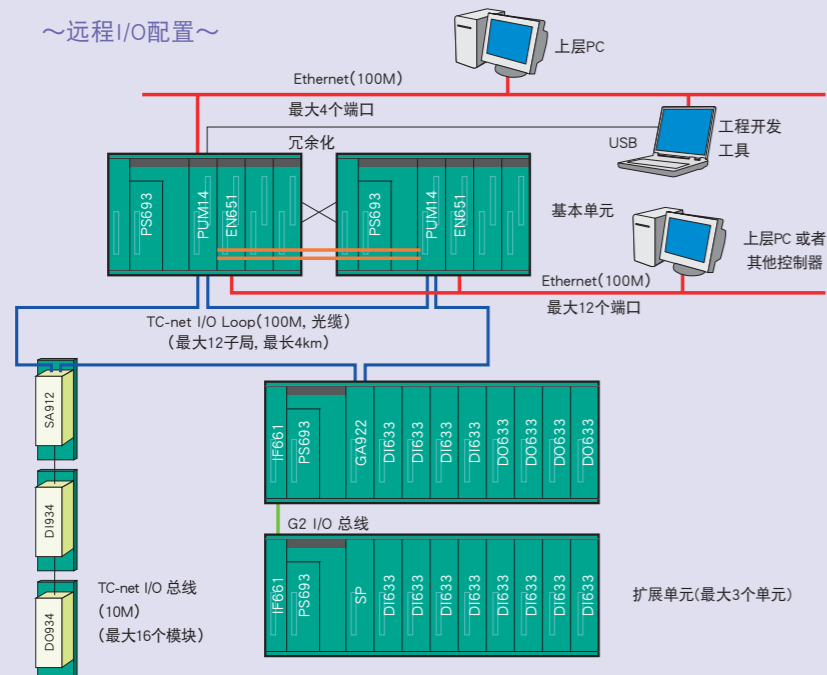 ～远程I/O配置～
上层PC
Ethernet（100M）
最大4个端口
冗余化
USB
工程开发
工具
PS693
PUM14
EN651
PS693
PUM14
EN651
基本单元
上层PC 或者
其他控制器
Ethernet（100M）
最大12个端口
TC-net I/O Loop（100M, 光缆）
（最大12子局, 最长4km）
SA912
DI934
DO934
TC-net I/O 总线
（10M）
（最大16个模块）
IF661
PS693
GA922
DI633
DI633
DI633
DI633
DO633
DO633
DO633
DO633
G2 I/O 总线
IF661
PS693
SP
DI633
DI633
DI633
DI633
DI633
DI633
DI633
DI633
扩展单元(最大3个单元)